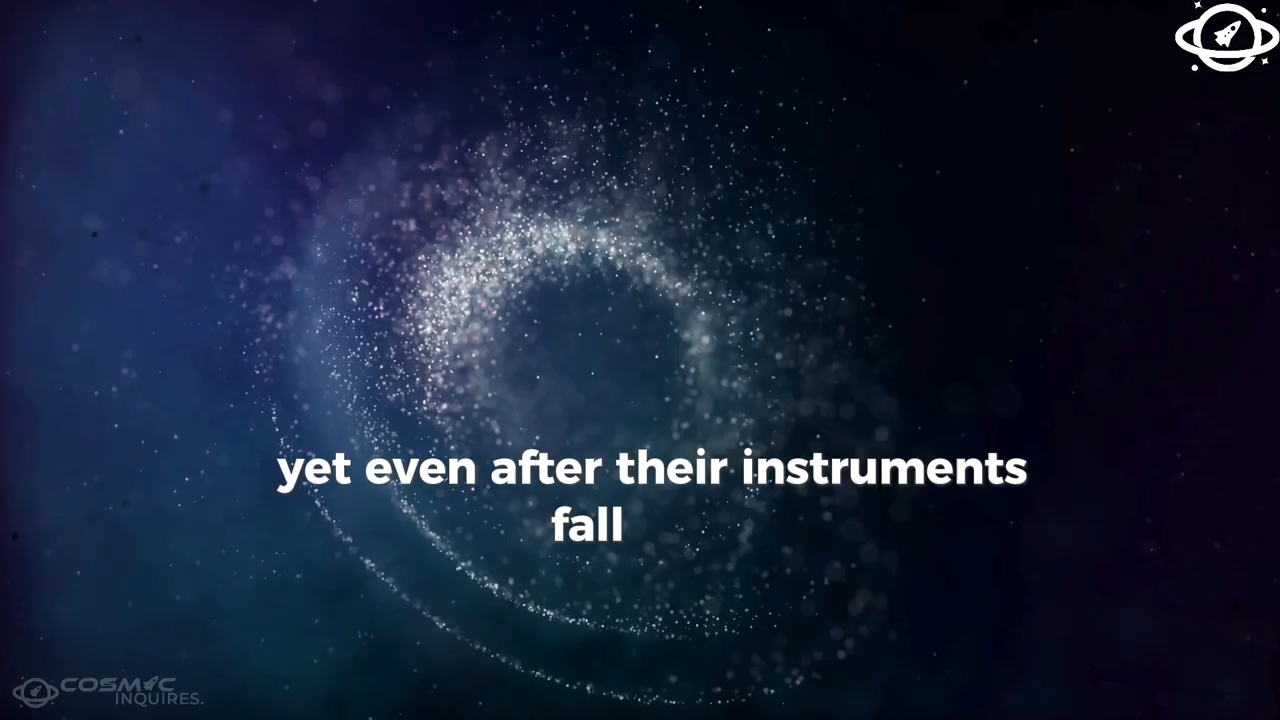 yet even after their instruments
fall
COSMIC
INQUIRES.